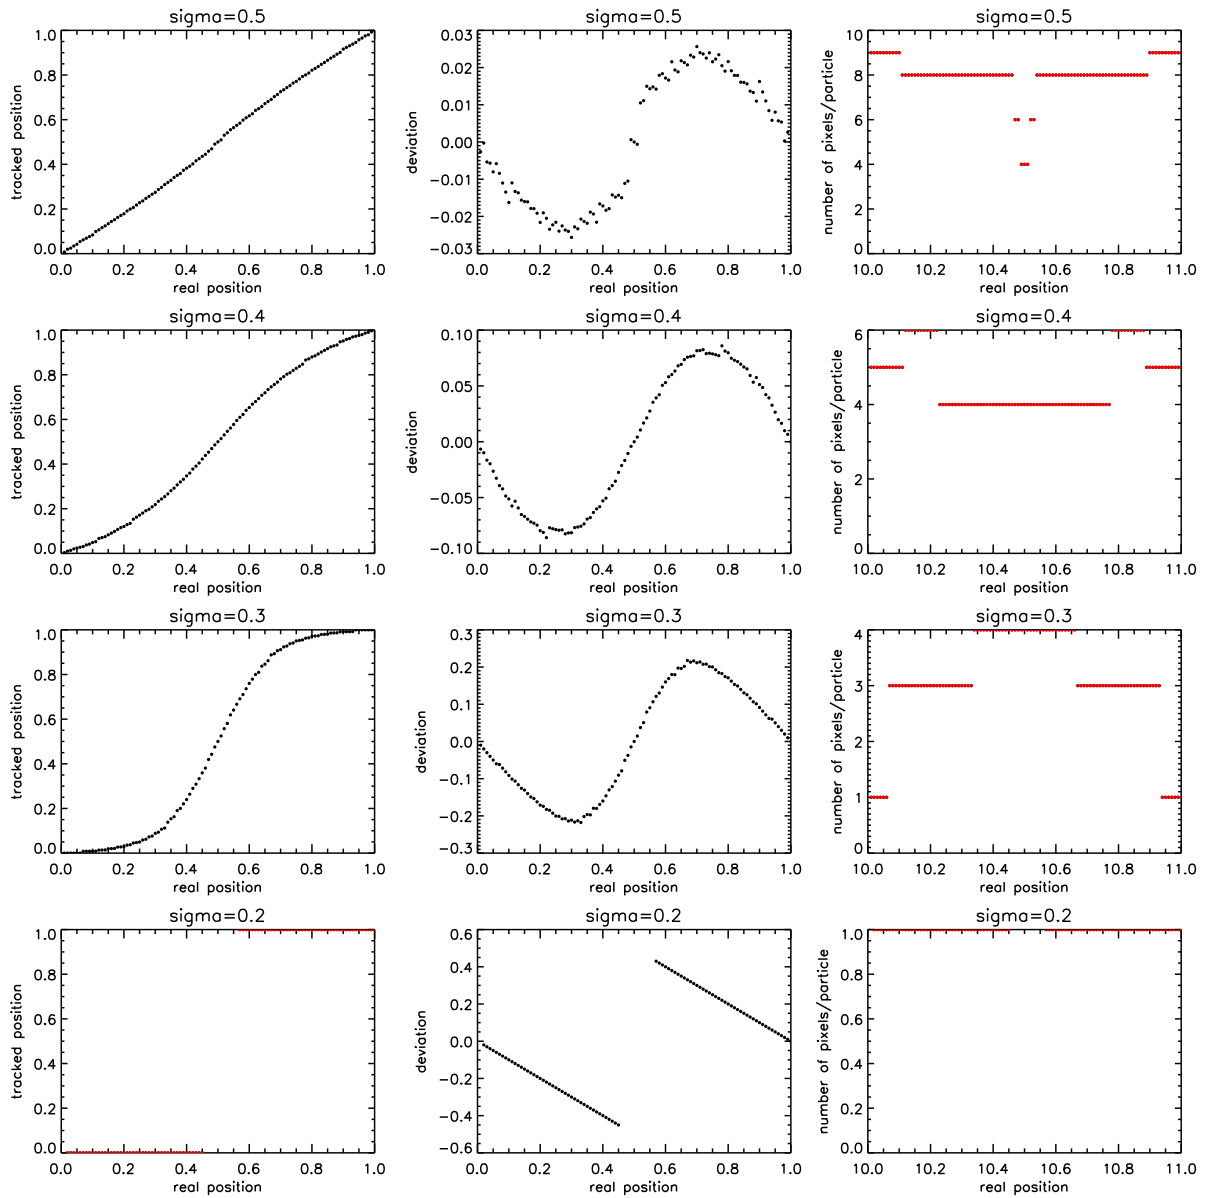 sigma=0.5 sigma=0.5 sigma=0.5
tracked position
1.0
0.8
0.6
0.4
0.2
0.0
0.0 0.2 0.4 0.6 0.8 1.0
real position
deviation
0.03
0.02
0.01
0.00
−0.01
−0.02
−0.03
0.0 0.2 0.4 0.6 0.8 1.0
real position
number of pixels/particle
10
8
6
4
2
0
10.0 10.2 10.4 10.6 10.8 11.0
real position
sigma=0.4 sigma=0.4 sigma=0.4
tracked position
1.0
0.8
0.6
0.4
0.2
0.0
0.0 0.2 0.4 0.6 0.8 1.0
real position
deviation
0.10
0.05
0.00
−0.05
−0.10
0.0 0.2 0.4 0.6 0.8 1.0
real position
number of pixels/particle
6
4
2
0
10.0 10.2 10.4 10.6 10.8 11.0
real position
sigma=0.3 sigma=0.3 sigma=0.3
tracked position
1.0
0.8
0.6
0.4
0.2
0.0
0.0 0.2 0.4 0.6 0.8 1.0
real position
deviation
0.3
0.2
0.1
0.0
−0.1
−0.2
−0.3
0.0 0.2 0.4 0.6 0.8 1.0
real position
number of pixels/particle
4
3
2
1
0
10.0 10.2 10.4 10.6 10.8 11.0
real position
sigma=0.2 sigma=0.2 sigma=0.2
tracked position
1.0
0.8
0.6
0.4
0.2
0.0
0.0 0.2 0.4 0.6 0.8 1.0
real position
deviation
0.6
0.4
0.2
0.0
−0.2
−0.4
−0.6
0.0 0.2 0.4 0.6 0.8 1.0
real position
number of pixels/particle
1.0
0.8
0.6
0.4
0.2
0.0
10.0 10.2 10.4 10.6 10.8 11.0
real position